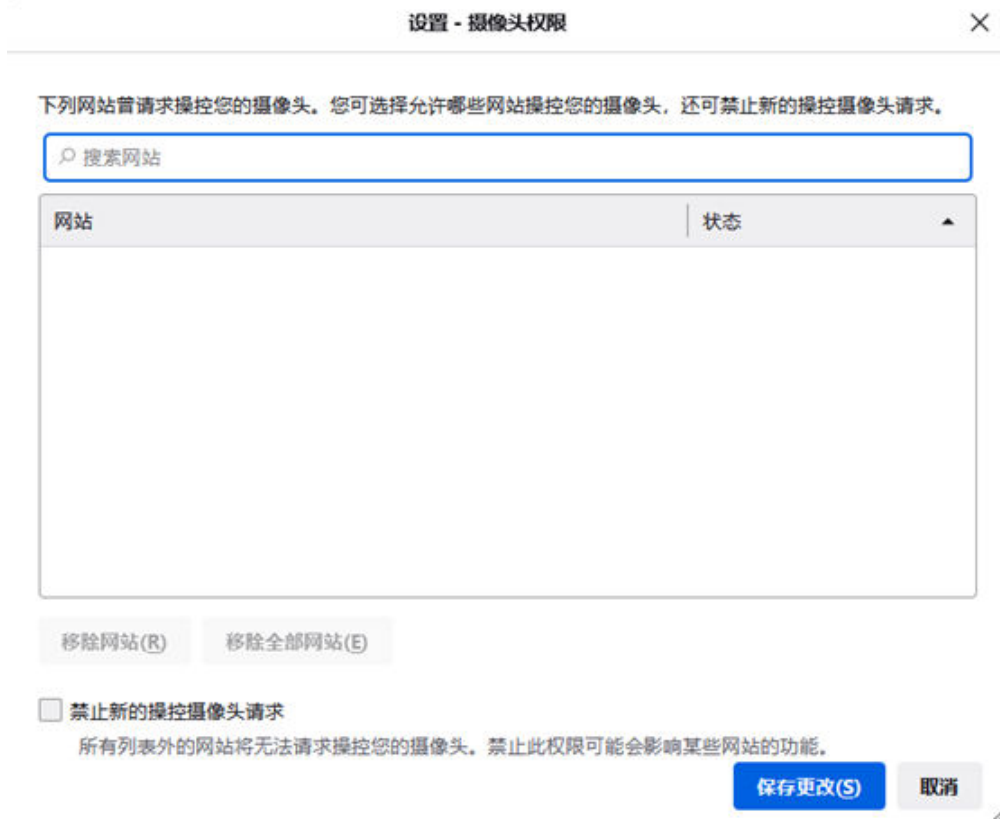 设置 - 摄像头权限
下列网站曾请求操控您的摄像头。您可选择允许哪些网站操控您的摄像头，还可禁止新的操控摄像头请求。
搜索网站
网站 状态
移除网站(R) 移除全部网站(E)
禁止新的操控摄像头请求
所有列表外的网站将无法请求操控您的摄像头。禁止此权限可能会影响某些网站的功能。
保存更改(S) 取消